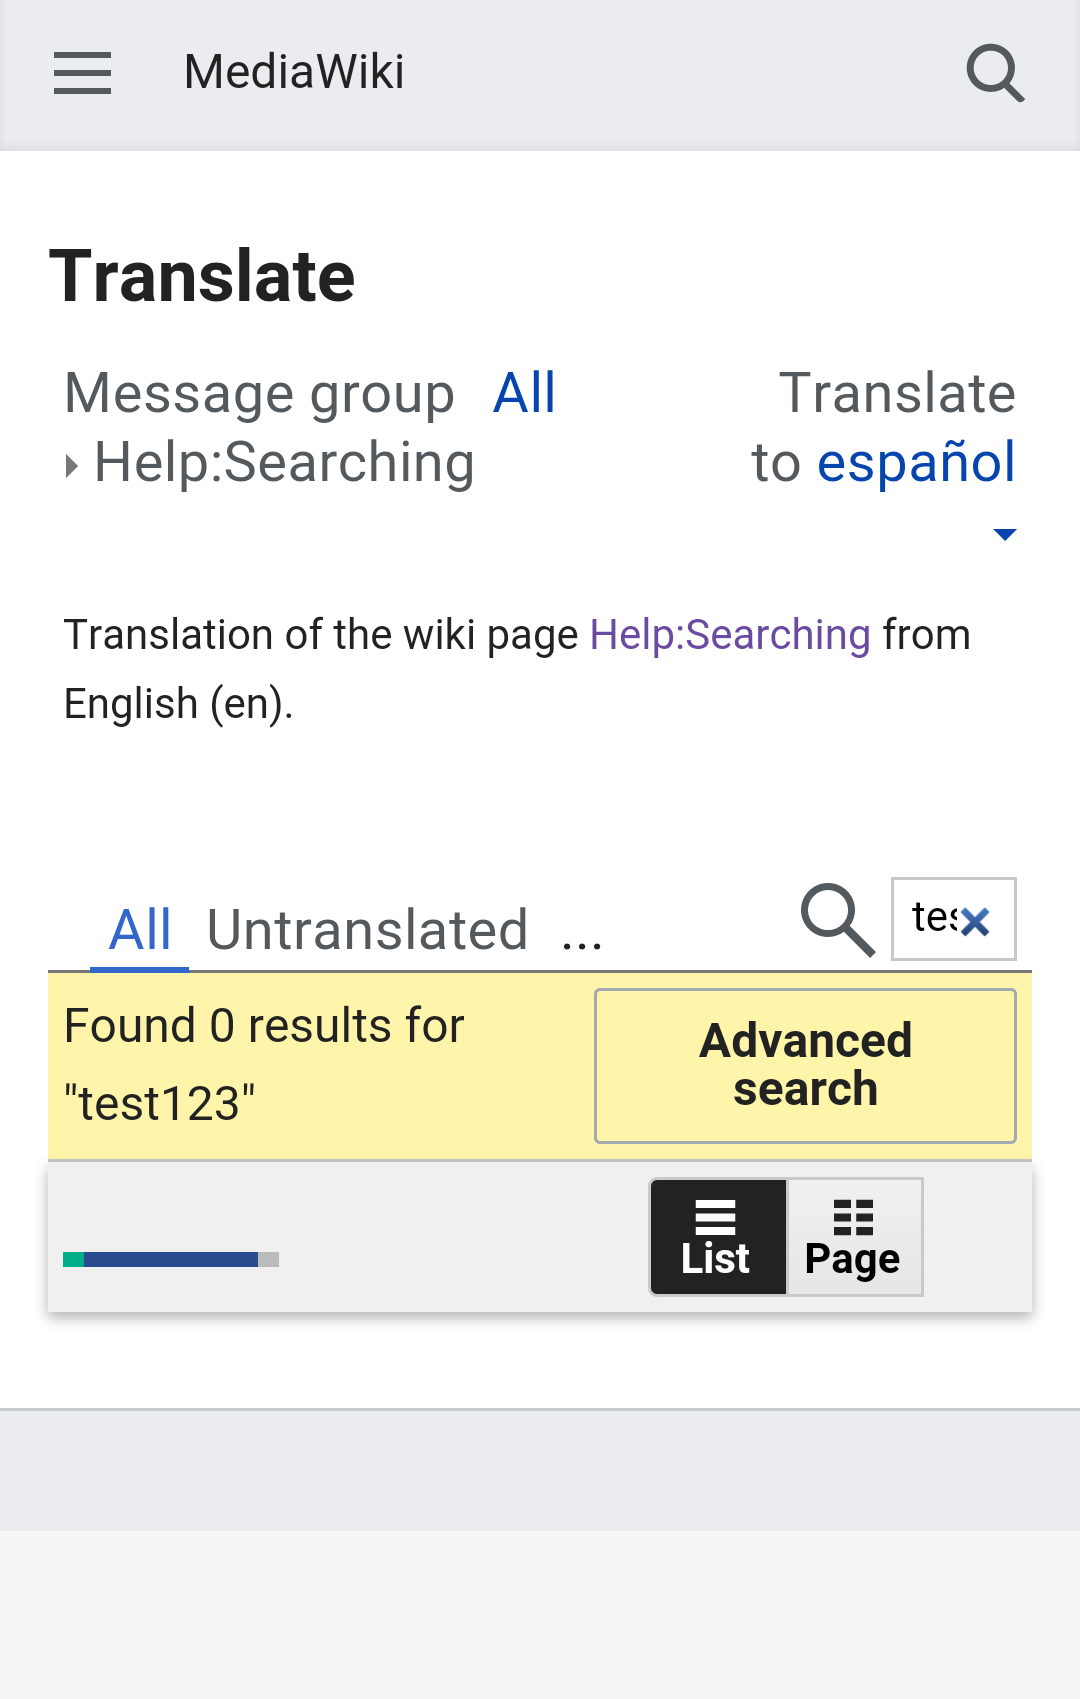 MediaWiki
Translate
Message group All
Help:Searching
Translate
to español
Translation of the wiki page Help:Searching from
English (en).
All Untranslated ...
tes
Found 0 results for
"test123"
Advanced
search
List
Page